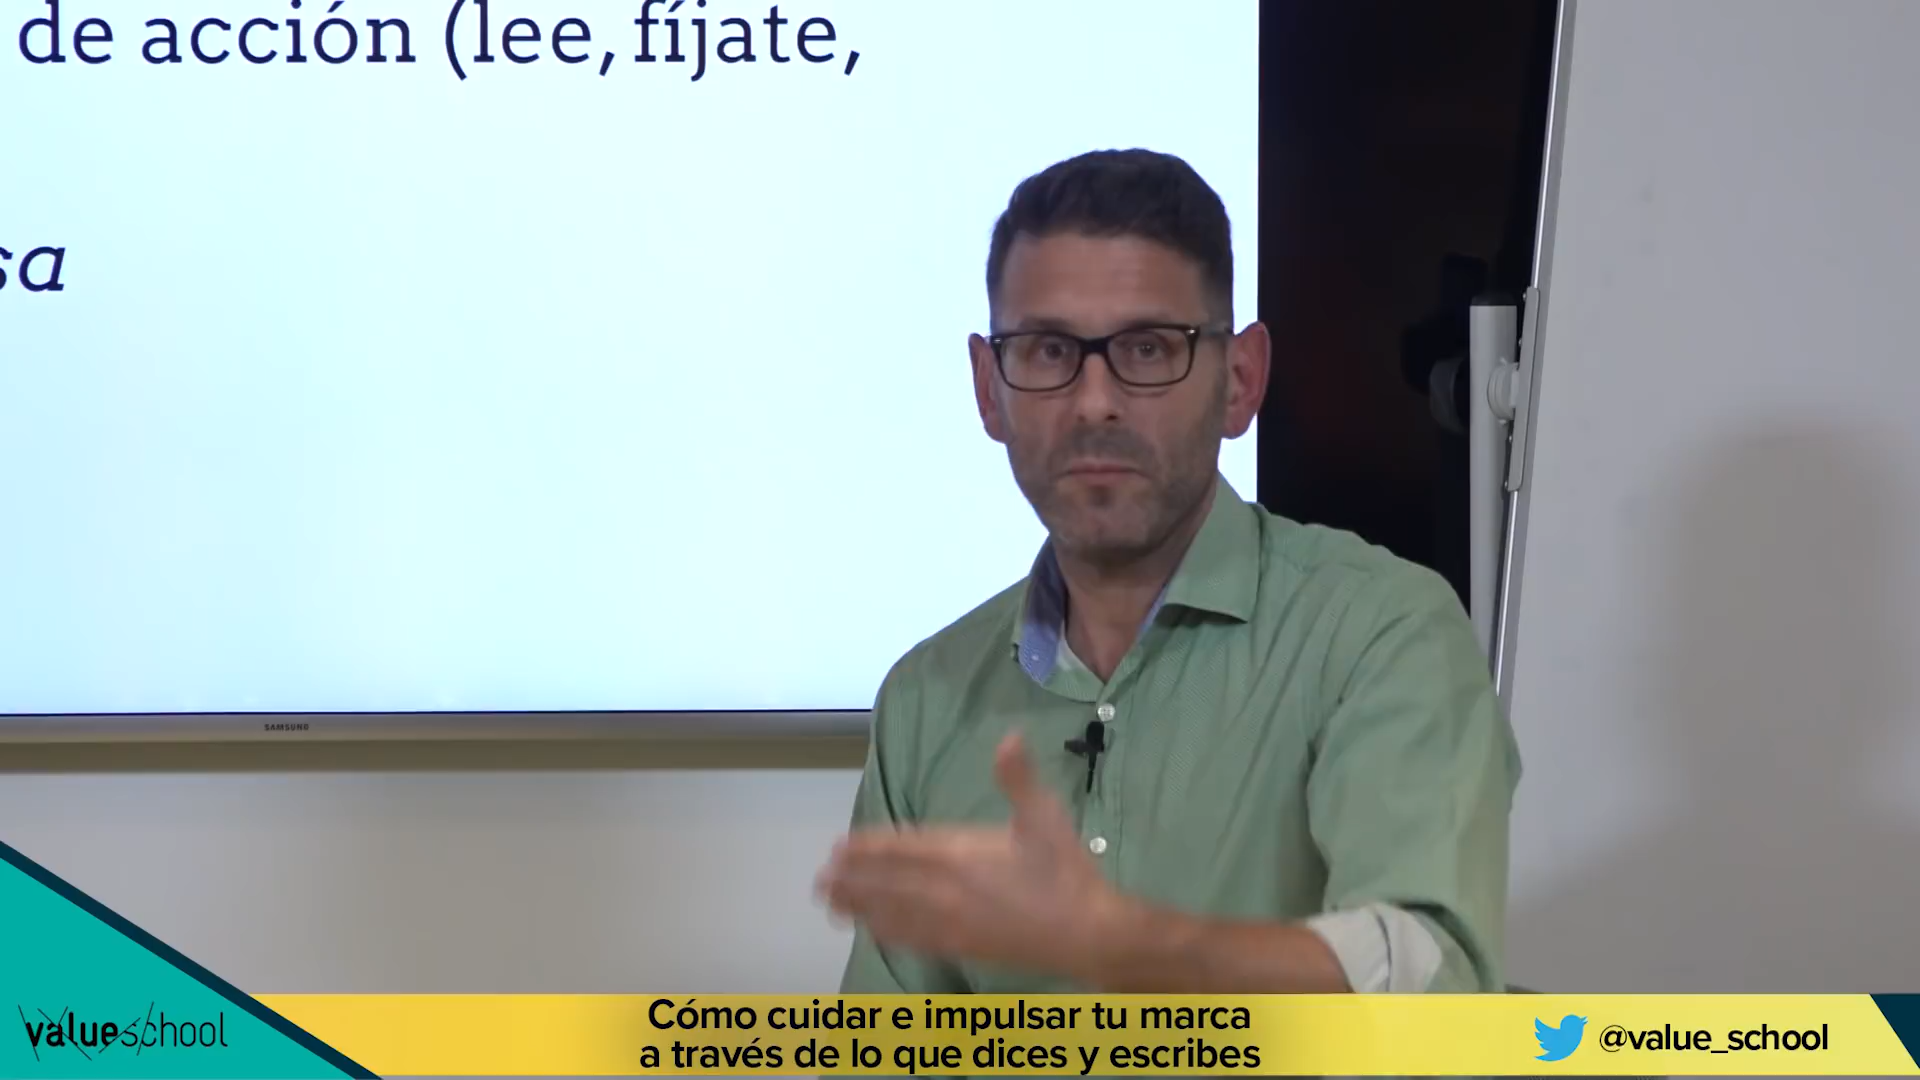 de acción (lee, fíjate,
sa
SAMSUNG
valueschool
Cómo cuidar e impulsar tu marca
a través de lo que dices y escribes
@value_school